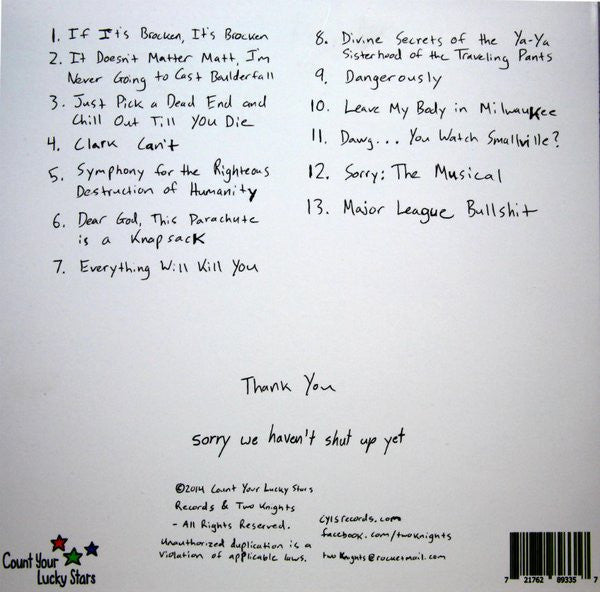 1. If It's Brocken, It's Brocken
2. It Doesn't Matter Matt, I'm
Never Going to Cast Boulderfall
3. Just Pick a Dead End and
Chill Out Till You Die
4. Clark Can't
5. Symphony for the Righteous
Destruction of Humanity
6. Dear God, This Parachute
is a Knapsack
7. Everything Will Kill You
8. Divine Secrets of the Ya-Ya
Sisterhood of the Traveling Pants
9. Dangerously
10. Leave My Body in Milwaukee
11. Dawg... You Watch Smallville?
12. Sorry: The Musical
13. Major League Bullshit
Thank You
sorry we haven't shut up yet
©2014 Count Your Lucky Stars
Records & Two Knights
- All Rights Reserved.
Unauthorized duplication is a
violation of applicable laws.
cylsrecords.com
facebook.com/twoknights
twoknights@rocketmail.com
Count Your
Lucky Stars
7 21762 89335 7